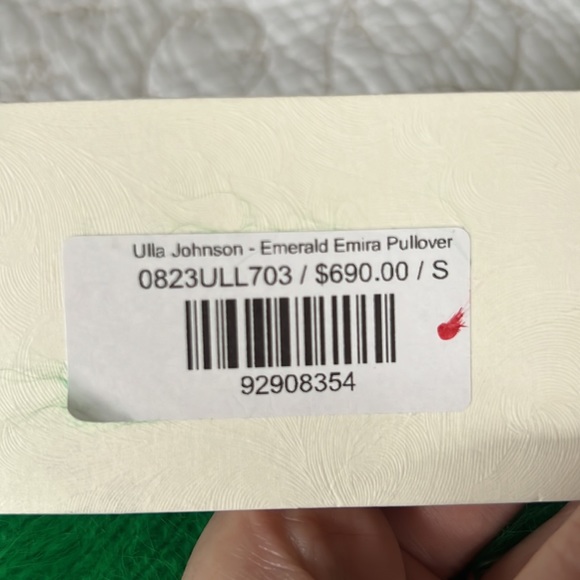 Ulla Johnson - Emerald Emira Pullover
0823ULL703 / $690.00 / S
92908354